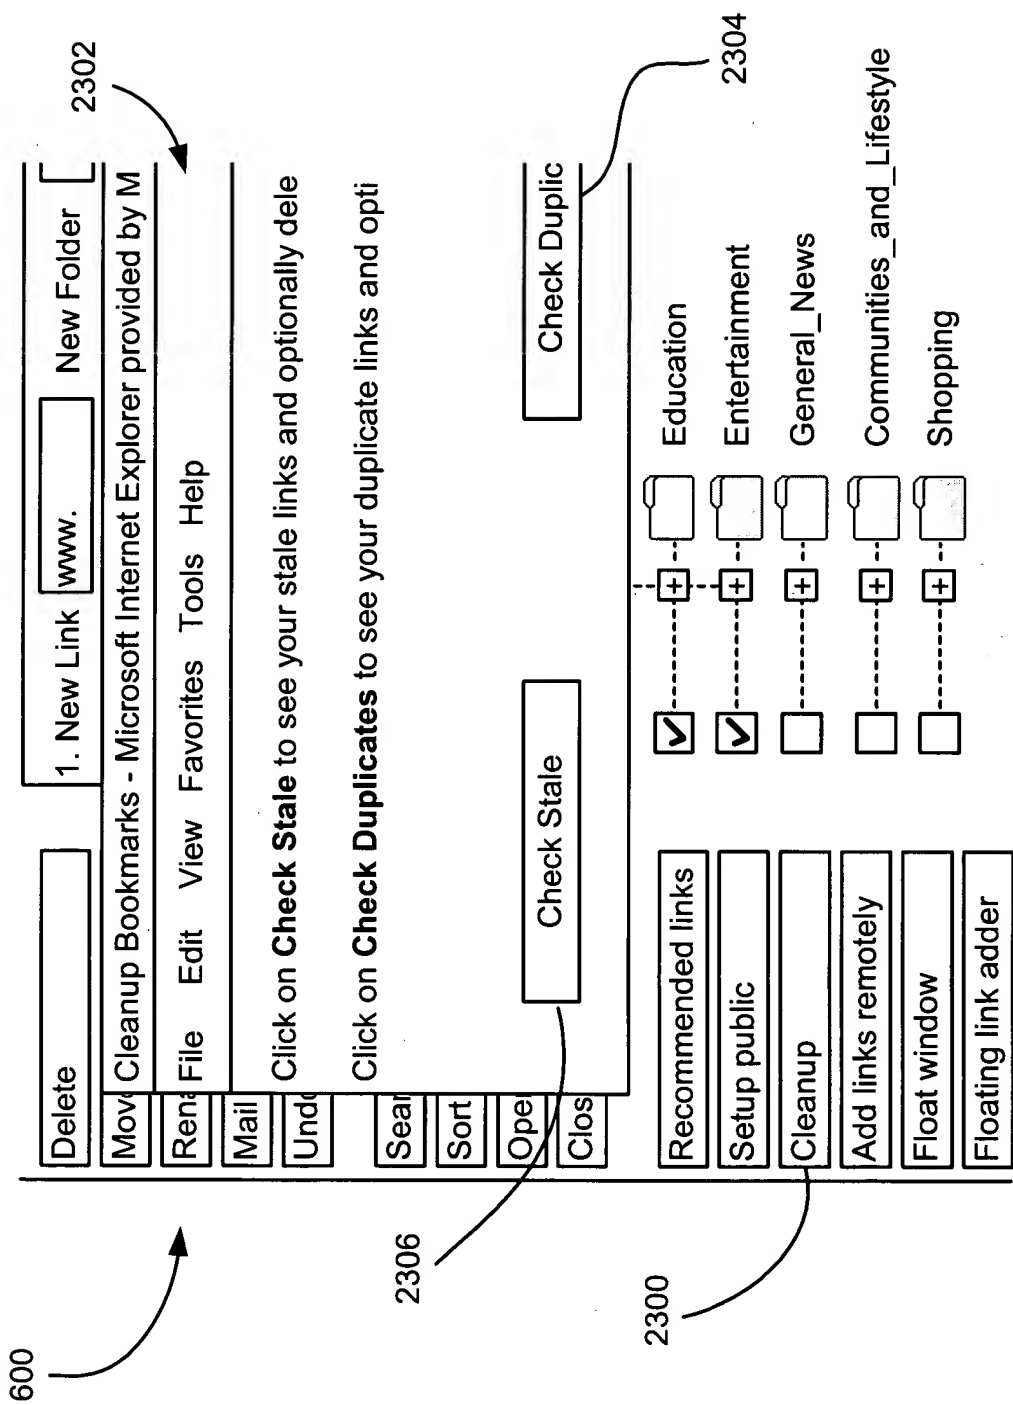 600
2302
Delete
1. New Link www. New Folder
Mov
Cleanup Bookmarks - Microsoft Internet Explorer provided by M
Ren
File Edit View Favorites Tools Help
Mail
Und
Click on Check Stale to see your stale links and optionally dele
Click on Check Duplicates to see your duplicate links and opti
Sear
Sort
Ope
Clos
Check Stale
Check Duplic
2306
2304
Recommended links
Education
Setup public
Entertainment
Cleanup
General_News
Add links remotely
Communities_and_Lifestyle
Float window
Shopping
Floating link adder
2300